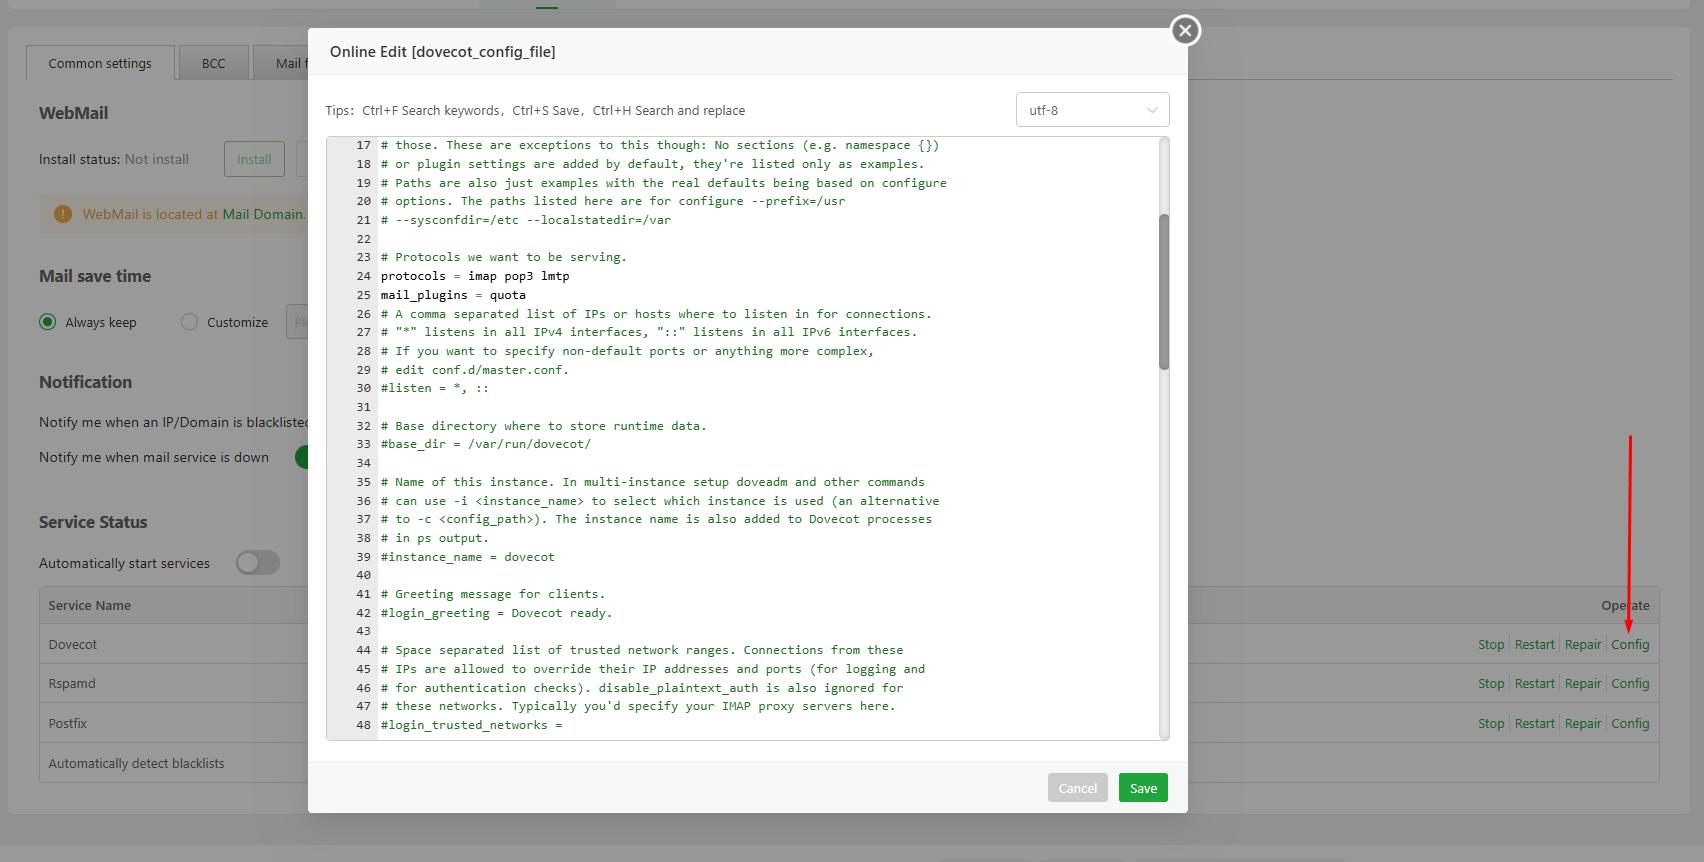 Online Edit [dovecot_config_file]
Common settings
BCC
Mail f
Tips: Ctrl+F Search keywords, Ctrl+S Save, Ctrl+H Search and replace
utf-8
WebMail
Install status: Not install
Install
WebMail is located at Mail Domain.
Mail save time
Always keep
Customize
Ple
Notification
Notify me when an IP/Domain is blacklisted
Notify me when mail service is down
Service Status
Automatically start services
Service Name
Operate
Dovecot
Stop Restart Repair Config
Rspamd
Stop Restart Repair Config
Postfix
Stop Restart Repair Config
Automatically detect blacklists
17 # those. These are exceptions to this though: No sections (e.g. namespace {})
18 # or plugin settings are added by default, they're listed only as examples.
19 # Paths are also just examples with the real defaults being based on configure
20 # options. The paths listed here are for configure --prefix=/usr
21 # --sysconfdir=/etc --localstatedir=/var
22
23 # Protocols we want to be serving.
24 protocols = imap pop3 lmtp
25 mail_plugins = quota
26 # A comma separated list of IPs or hosts where to listen in for connections.
27 # "*" listens in all IPv4 interfaces, "::" listens in all IPv6 interfaces.
28 # If you want to specify non-default ports or anything more complex,
29 # edit conf.d/master.conf.
30 #listen = *, ::
31
32 # Base directory where to store runtime data.
33 #base_dir = /var/run/dovecot/
34
35 # Name of this instance. In multi-instance setup doveadm and other commands
36 # can use -i <instance_name> to select which instance is used (an alternative
37 # to -c <config_path>). The instance name is also added to Dovecot processes
38 # in ps output.
39 #instance_name = dovecot
40
41 # Greeting message for clients.
42 #login_greeting = Dovecot ready.
43
44 # Space separated list of trusted network ranges. Connections from these
45 # IPs are allowed to override their IP addresses and ports (for logging and
46 # for authentication checks). disable_plaintext_auth is also ignored for
47 # these networks. Typically you'd specify your IMAP proxy servers here.
48 #login_trusted_networks =
Cancel
Save